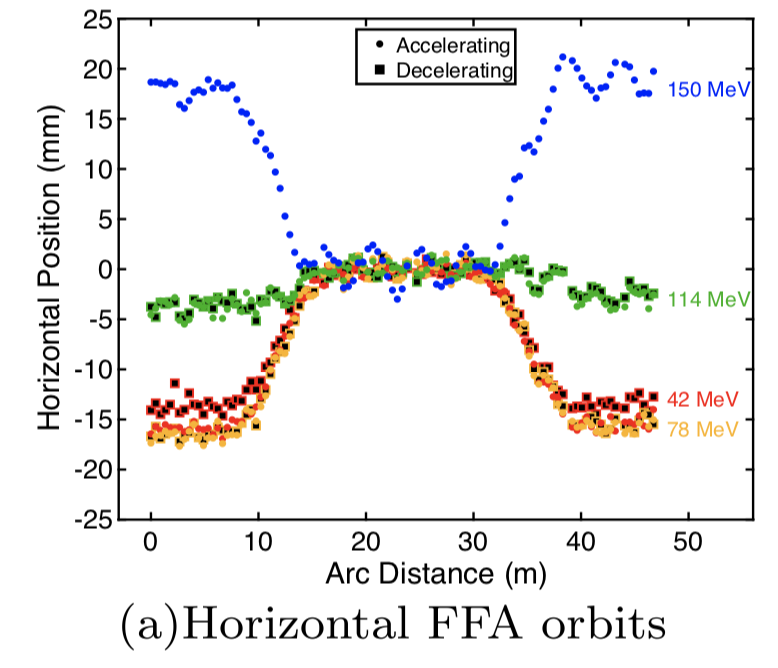 25
20
15
10
5
0
-5
-10
-15
-20
-25
Horizontal Position (mm)
Accelerating
Decelerating
150 MeV
114 MeV
42 MeV
78 MeV
0 10 20 30 40 50
Arc Distance (m)
(a)Horizontal FFA orbits